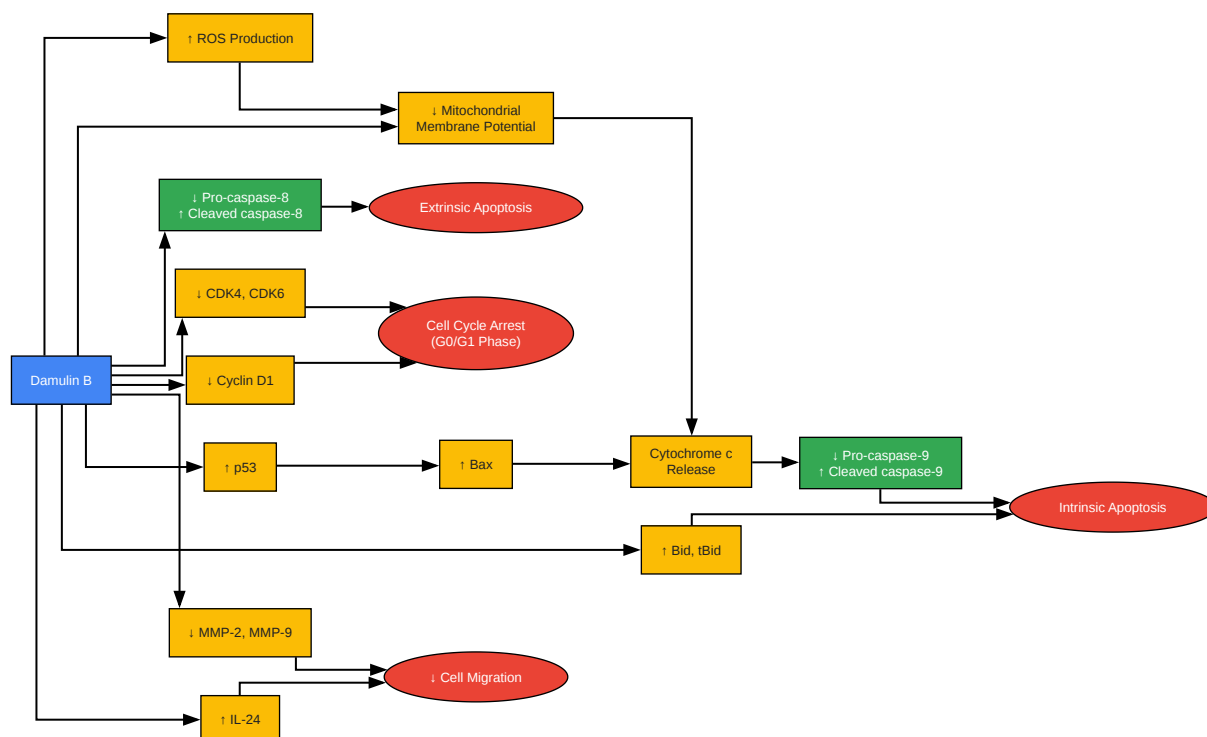 ↑ ROS Production
↓ Mitochondrial
Membrane Potential
↓ Pro-caspase-8
↑ Cleaved caspase-8
Extrinsic Apoptosis
↓ CDK4, CDK6
Cell Cycle Arrest
(G0/G1 Phase)
Damulin B
↓ Cyclin D1
↑ p53
↑ Bax
Cytochrome c
Release
↓ Pro-caspase-9
↑ Cleaved caspase-9
Intrinsic Apoptosis
↑ Bid, tBid
↓ MMP-2, MMP-9
↓ Cell Migration
↑ IL-24